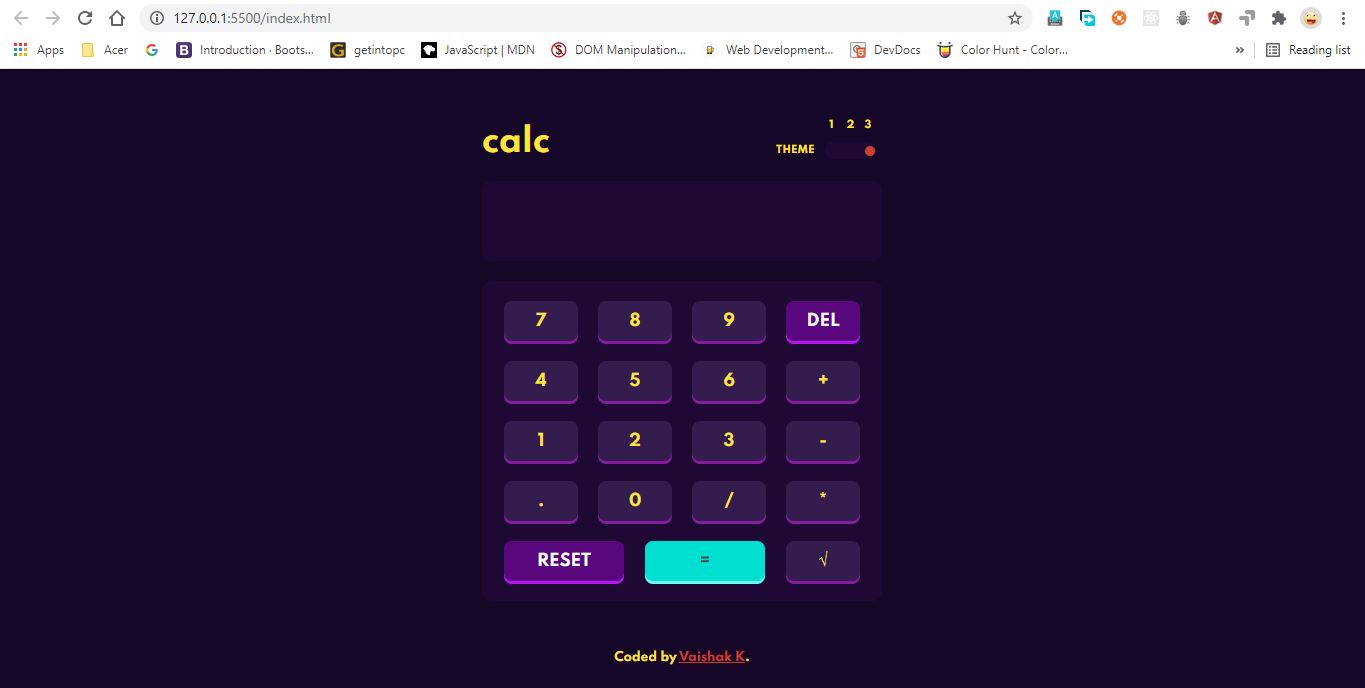 127.0.0.1:5500/index.html
Apps Acer Introduction · Boots... getintopc JavaScript | MDN DOM Manipulation... Web Development... DevDocs Color Hunt - Color... » Reading list
1 2 3
calc
THEME
7 8 9 DEL
4 5 6 +
1 2 3 -
. 0 / *
RESET = √
Coded by Vaishak K.